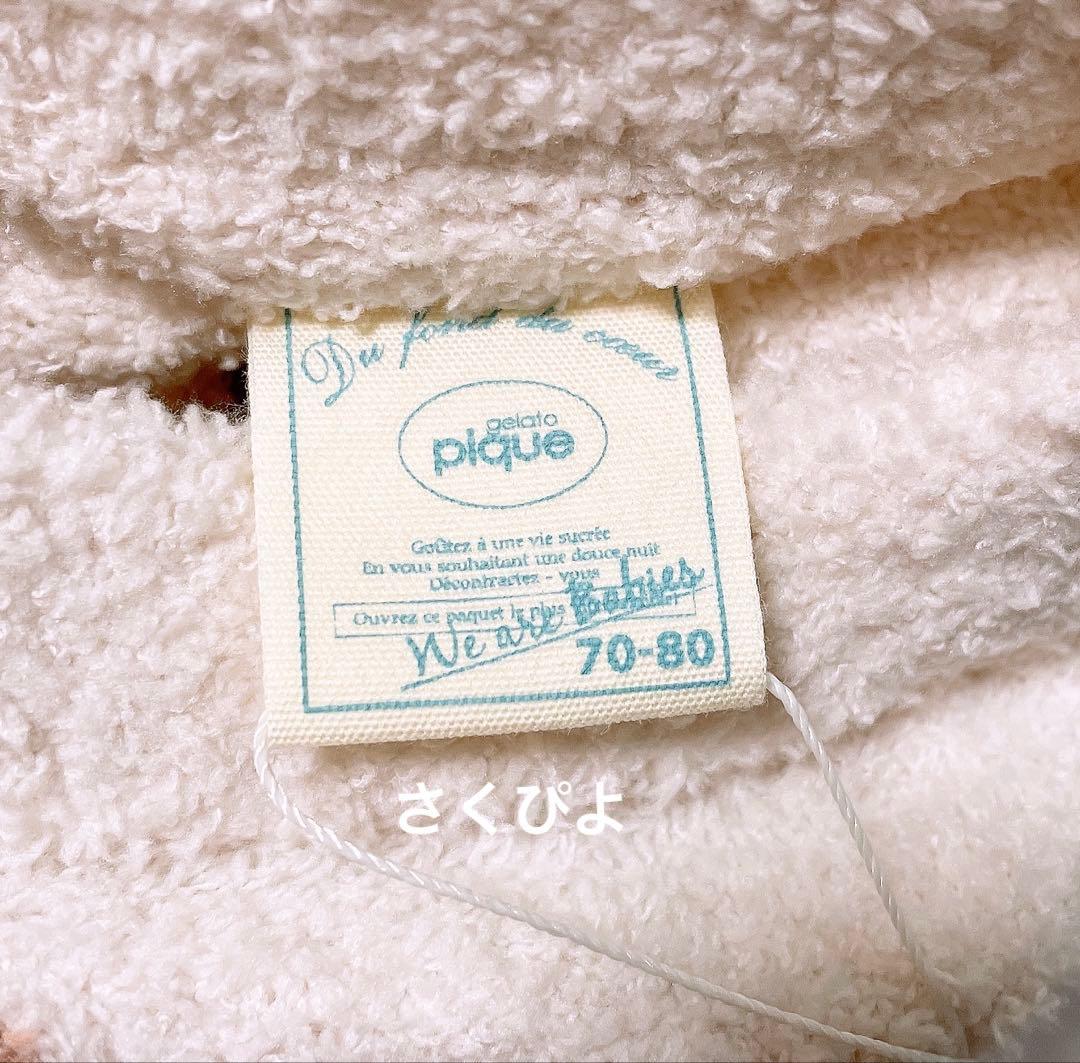 Du fond du cœur
gelato
pique
Goûtez à une vie sucrée
En vous souhaitant une douce nuit
Décontractez - vous
Ouvrez ce paquet le plus
We are Babies
70-80
さくぴよ